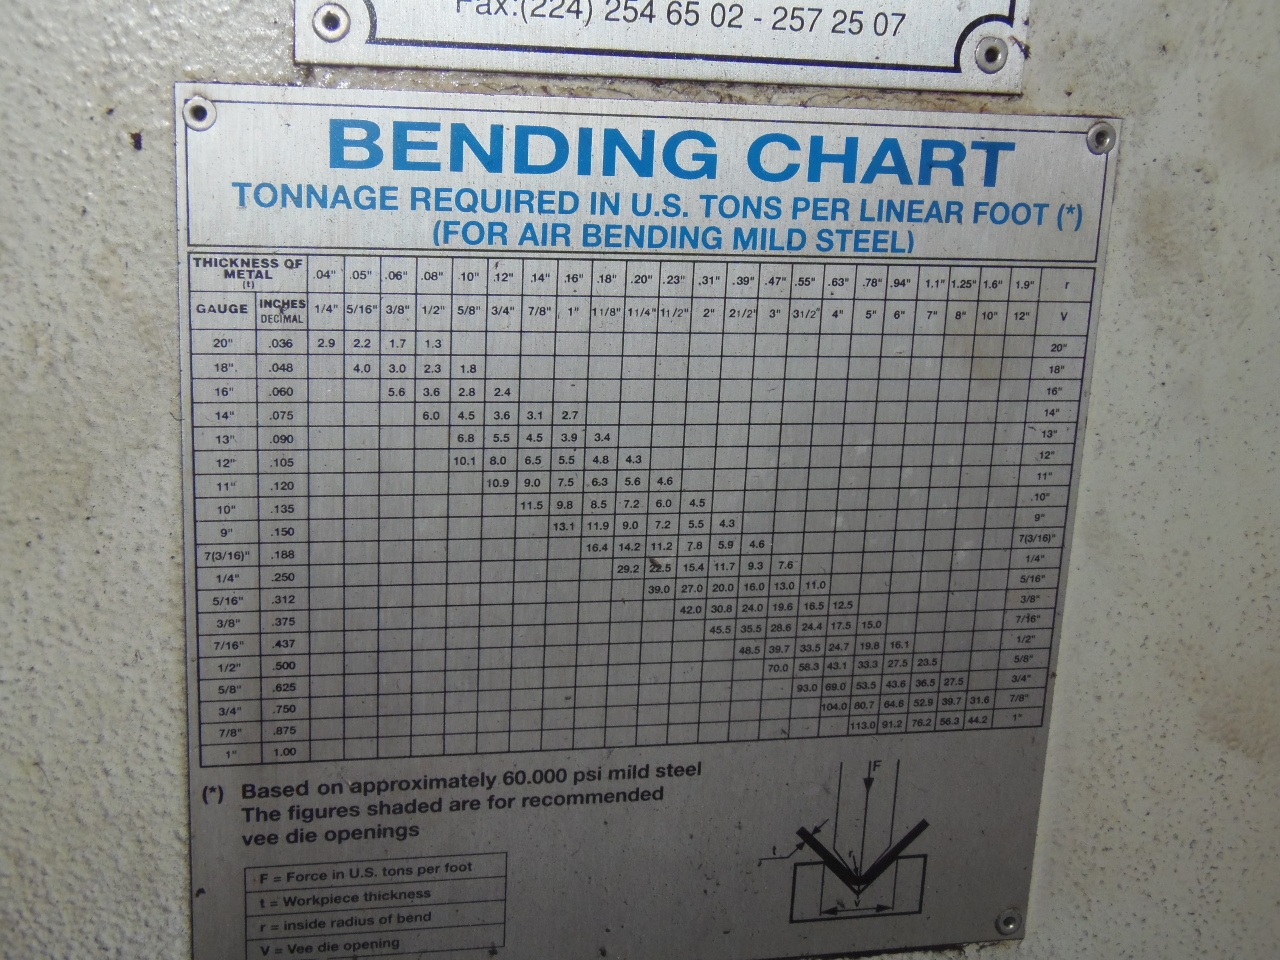 Fax:(224) 254 65 02 - 257 25 07
BENDING CHART
TONNAGE REQUIRED IN U.S. TONS PER LINEAR FOOT (*)
(FOR AIR BENDING MILD STEEL)
THICKNESS OF METAL (t) .04" .05" .06" .08" .10" .12" .14" .16" .18" .20" .23" .31" .39" .47" .55" .63" .78" .94" 1.1" 1.25" 1.6" 1.9" r
GAUGE INCHES DECIMAL 1/4" 5/16" 3/8" 1/2" 5/8" 3/4" 7/8" 1" 11/8" 11/4" 11/2" 2" 21/2" 3" 31/2" 4" 5" 6" 7" 8" 10" 12" V
20" .036 2.9 2.2 1.7 1.3 20"
18" .048 4.0 3.0 2.3 1.8 18"
16" .060 5.6 3.6 2.8 2.4 16"
14" .075 6.0 4.5 3.6 3.1 2.7 14"
13" .090 6.8 5.5 4.5 3.9 3.4 13"
12" .105 10.1 8.0 6.5 5.5 4.8 4.3 12"
11" .120 10.9 9.0 7.5 6.3 5.6 4.6 11"
10" .135 11.5 9.8 8.5 7.2 6.0 4.5 10"
9" .150 13.1 11.9 9.0 7.2 5.5 4.3 9"
7(3/16)" .188 16.4 14.2 11.2 7.8 5.9 4.6 7(3/16)"
1/4" .250 29.2 22.5 15.4 11.7 9.3 7.6 1/4"
5/16" .312 39.0 27.0 20.0 16.0 13.0 11.0 5/16"
3/8" .375 42.0 30.8 24.0 19.6 16.5 12.5 3/8"
7/16" .437 45.5 35.5 28.6 24.4 17.5 15.0 7/16"
1/2" .500 48.5 39.7 33.5 24.7 19.8 16.1 1/2"
5/8" .625 70.0 58.3 43.1 33.3 27.5 23.5 5/8"
3/4" .750 93.0 69.0 53.5 43.6 36.5 27.5 3/4"
7/8" .875 104.0 80.7 64.6 52.9 39.7 31.6 7/8"
1" 1.00 113.0 91.2 76.2 56.3 44.2 1"
(*) Based on approximately 60.000 psi mild steel
The figures shaded are for recommended
vee die openings
F = Force in U.S. tons per foot
t = Workpiece thickness
r = inside radius of bend
V = Vee die opening
F
t
r
v